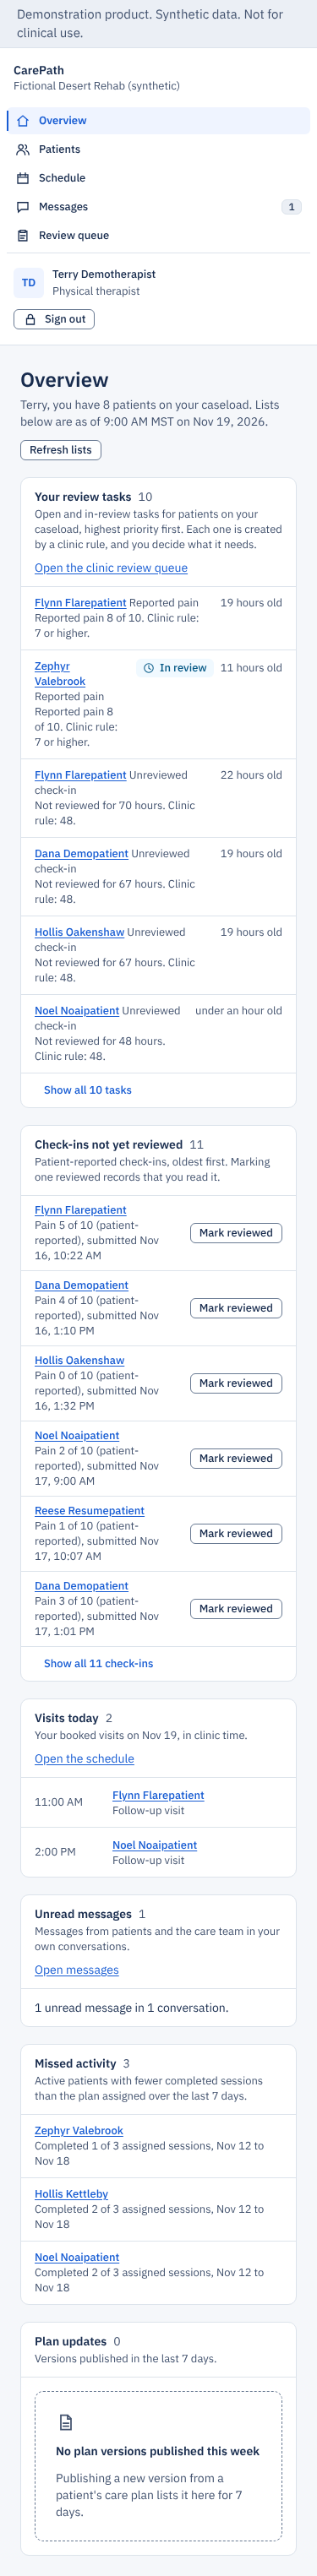 Demonstration product. Synthetic data. Not for
clinical use.
CarePath
Fictional Desert Rehab (synthetic)
Overview
Patients
Schedule
Messages 1
Review queue
TD
Terry Demotherapist
Physical therapist
Sign out
Overview
Terry, you have 8 patients on your caseload. Lists
below are as of 9:00 AM MST on Nov 19, 2026.
Refresh lists
Your review tasks 10
Open and in-review tasks for patients on your
caseload, highest priority first. Each one is created
by a clinic rule, and you decide what it needs.
Open the clinic review queue
Flynn Flarepatient Reported pain 19 hours old
Reported pain 8 of 10. Clinic rule:
7 or higher.
Zephyr In review 11 hours old
Valebrook
Reported pain
Reported pain 8
of 10. Clinic rule:
7 or higher.
Flynn Flarepatient Unreviewed 22 hours old
check-in
Not reviewed for 70 hours. Clinic
rule: 48.
Dana Demopatient Unreviewed 19 hours old
check-in
Not reviewed for 67 hours. Clinic
rule: 48.
Hollis Oakenshaw Unreviewed 19 hours old
check-in
Not reviewed for 67 hours. Clinic
rule: 48.
Noel Noaipatient Unreviewed under an hour old
check-in
Not reviewed for 48 hours.
Clinic rule: 48.
Show all 10 tasks
Check-ins not yet reviewed 11
Patient-reported check-ins, oldest first. Marking
one reviewed records that you read it.
Flynn Flarepatient
Pain 5 of 10 (patient-
reported), submitted Nov
16, 10:22 AM
Mark reviewed
Dana Demopatient
Pain 4 of 10 (patient-
reported), submitted Nov
16, 1:10 PM
Mark reviewed
Hollis Oakenshaw
Pain 0 of 10 (patient-
reported), submitted Nov
16, 1:32 PM
Mark reviewed
Noel Noaipatient
Pain 2 of 10 (patient-
reported), submitted Nov
17, 9:00 AM
Mark reviewed
Reese Resumepatient
Pain 1 of 10 (patient-
reported), submitted Nov
17, 10:07 AM
Mark reviewed
Dana Demopatient
Pain 3 of 10 (patient-
reported), submitted Nov
17, 1:01 PM
Mark reviewed
Show all 11 check-ins
Visits today 2
Your booked visits on Nov 19, in clinic time.
Open the schedule
11:00 AM Flynn Flarepatient
Follow-up visit
2:00 PM Noel Noaipatient
Follow-up visit
Unread messages 1
Messages from patients and the care team in your
own conversations.
Open messages
1 unread message in 1 conversation.
Missed activity 3
Active patients with fewer completed sessions
than the plan assigned over the last 7 days.
Zephyr Valebrook
Completed 1 of 3 assigned sessions, Nov 12 to
Nov 18
Hollis Kettleby
Completed 2 of 3 assigned sessions, Nov 12 to
Nov 18
Noel Noaipatient
Completed 2 of 3 assigned sessions, Nov 12 to
Nov 18
Plan updates 0
Versions published in the last 7 days.
No plan versions published this week
Publishing a new version from a
patient's care plan lists it here for 7
days.